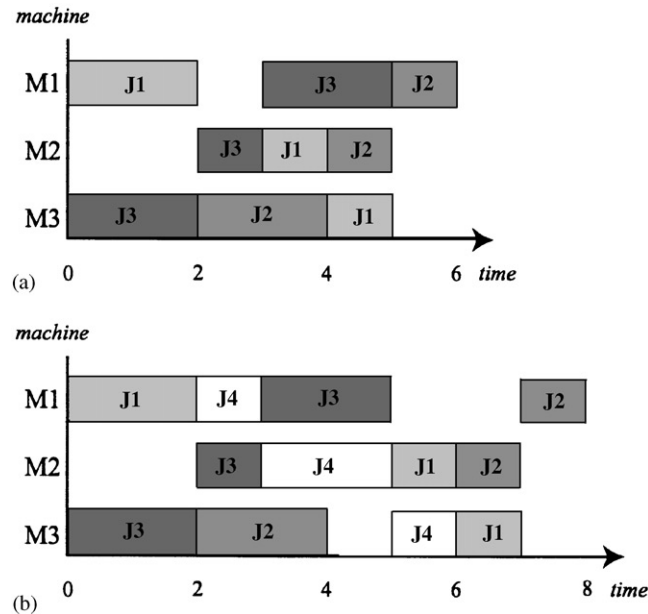 machine
M1 J1 J3 J2
M2 J3 J1 J2
M3 J3 J2 J1
(a) 0 2 4 6 time
machine
M1 J1 J4 J3 J2
M2 J3 J4 J1 J2
M3 J3 J2 J4 J1
0 2 4 6 8 time
(b)